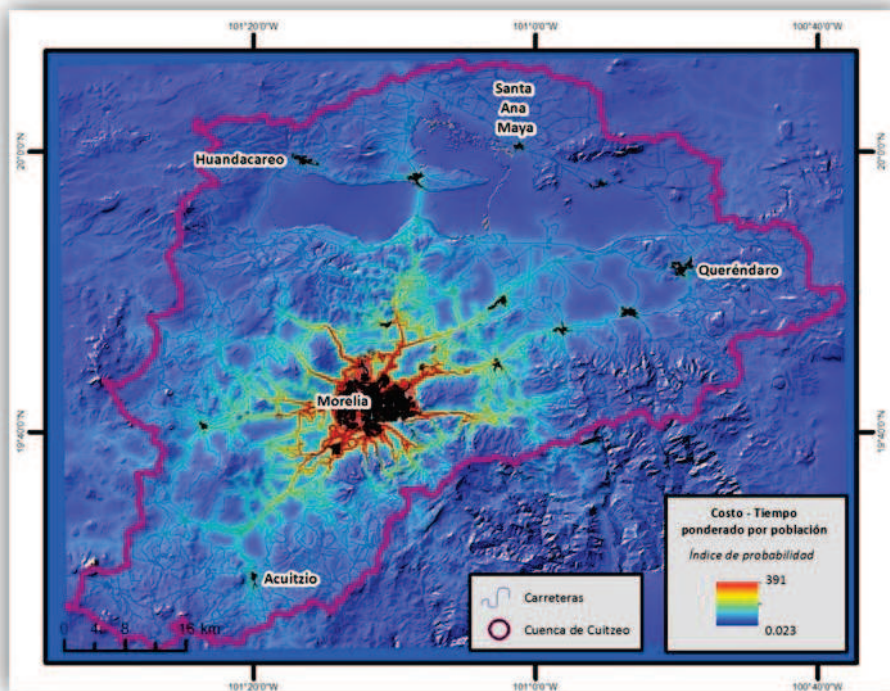 101°20'0"W
101°0'0"W
100°40'0"W
20°0'0"N
20°0'0"N
Santa
Ana
Maya
Huandacareo
Queréndaro
Morelia
19°40'0"N
19°40'0"N
Acuitzio
Costo - Tiempo
ponderado por población
Índice de probabilidad
391
0.023
Carreteras
Cuenca de Cuitzeo
0 4 8 16 km
101°20'0"W
101°0'0"W
100°40'0"W